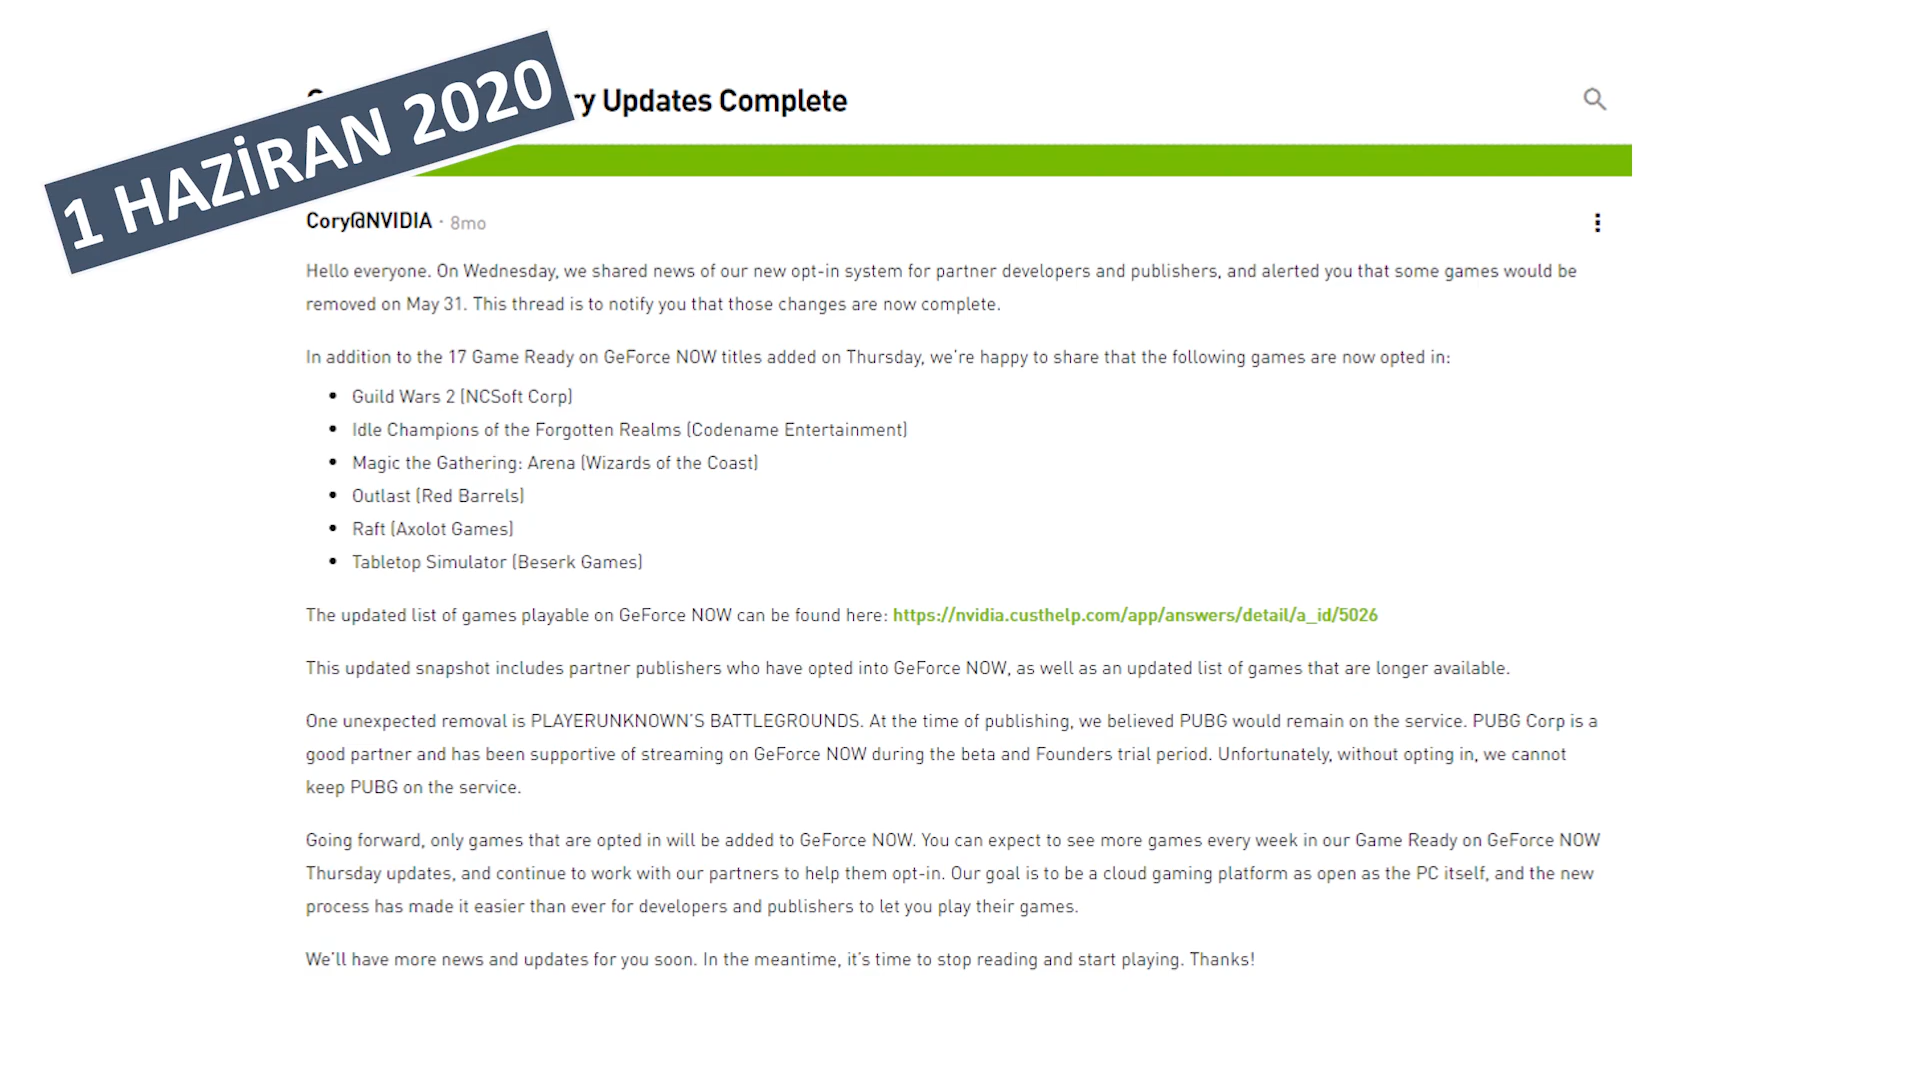 1 HAZİRAN 2020
Updates Complete
Cory@NVIDIA · 8mo
Hello everyone. On Wednesday, we shared news of our new opt-in system for partner developers and publishers, and alerted you that some games would be
removed on May 31. This thread is to notify you that those changes are now complete.
In addition to the 17 Game Ready on GeForce NOW titles added on Thursday, we're happy to share that the following games are now opted in:
• Guild Wars 2 (NCSoft Corp)
• Idle Champions of the Forgotten Realms (Codename Entertainment)
• Magic the Gathering: Arena (Wizards of the Coast)
• Outlast (Red Barrels)
• Raft (Axolot Games)
• Tabletop Simulator (Beserk Games)
The updated list of games playable on GeForce NOW can be found here: https://nvidia.custhelp.com/app/answers/detail/a_id/5026
This updated snapshot includes partner publishers who have opted into GeForce NOW, as well as an updated list of games that are longer available.
One unexpected removal is PLAYERUNKNOWN'S BATTLEGROUNDS. At the time of publishing, we believed PUBG would remain on the service. PUBG Corp is a
good partner and has been supportive of streaming on GeForce NOW during the beta and Founders trial period. Unfortunately, without opting in, we cannot
keep PUBG on the service.
Going forward, only games that are opted in will be added to GeForce NOW. You can expect to see more games every week in our Game Ready on GeForce NOW
Thursday updates, and continue to work with our partners to help them opt-in. Our goal is to be a cloud gaming platform as open as the PC itself, and the new
process has made it easier than ever for developers and publishers to let you play their games.
We'll have more news and updates for you soon. In the meantime, it's time to stop reading and start playing. Thanks!